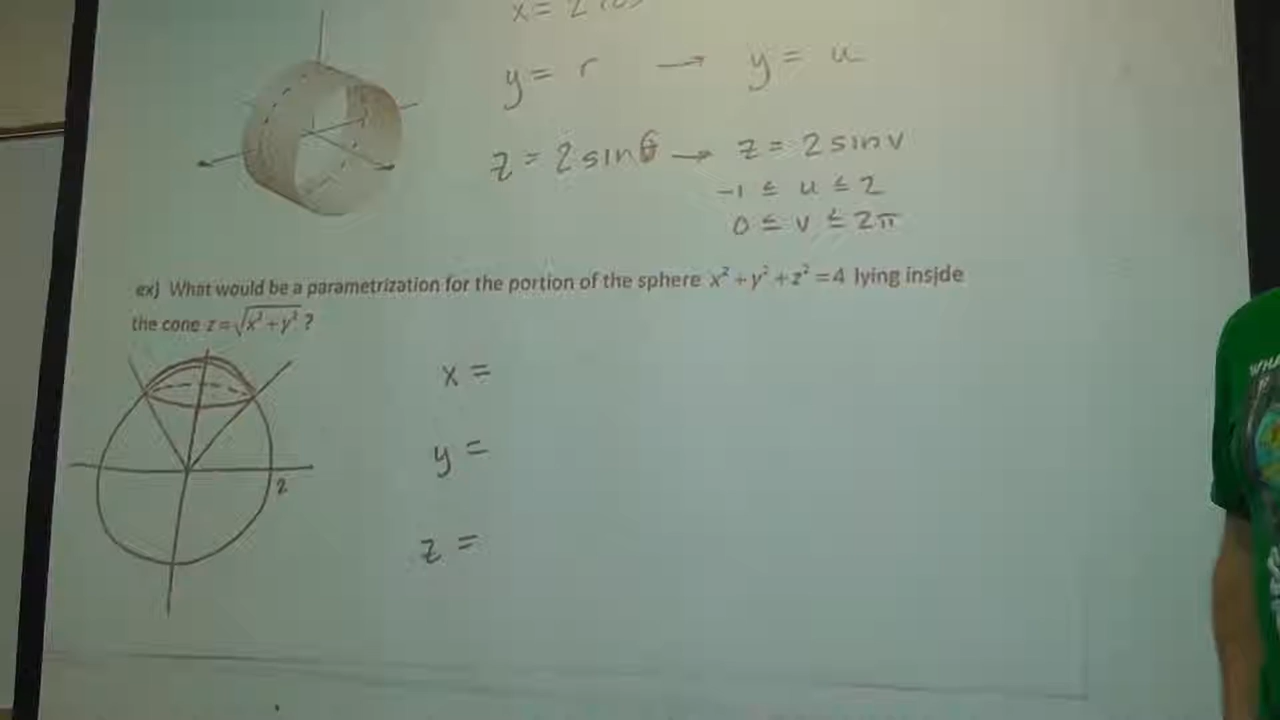 x = 2
y = r → y = u
z = 2 sin θ → z = 2 sin v
-1 ≤ u ≤ 2
0 ≤ v ≤ 2π
ex) What would be a parametrization for the portion of the sphere x² + y² + z² = 4 lying inside
the cone z = √(x² + y²) ?
x =
y =
2
z =